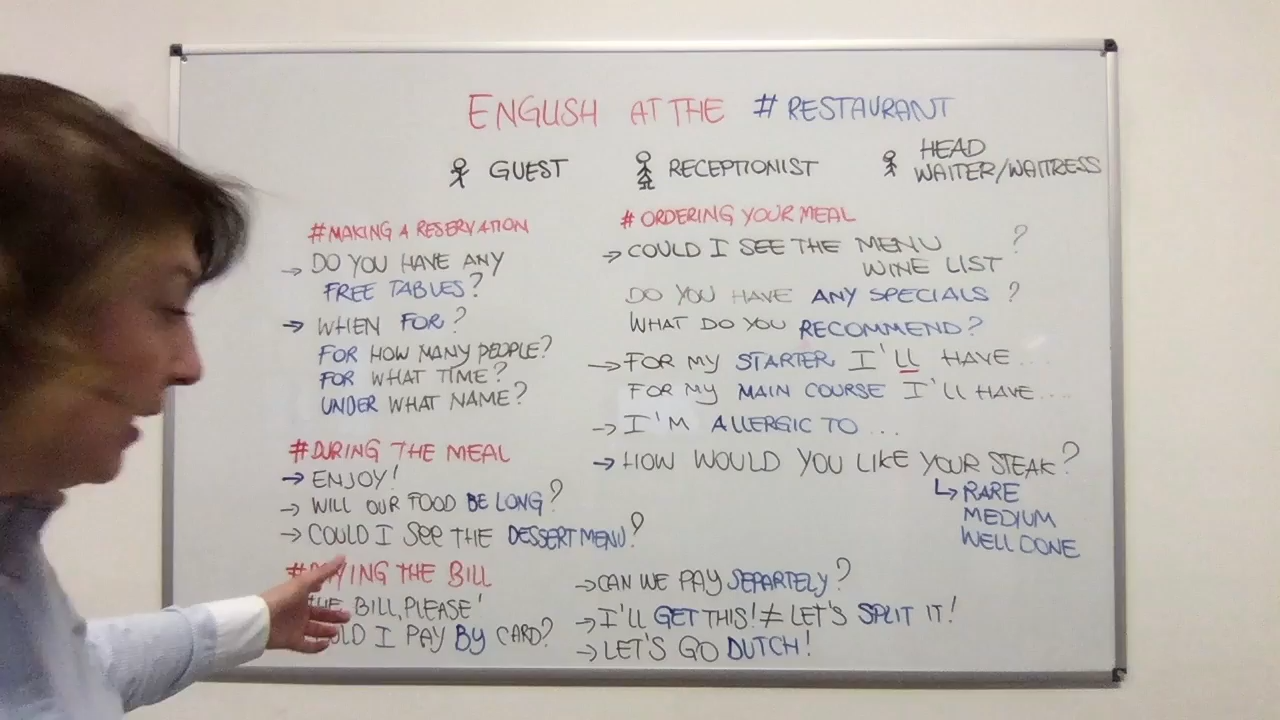 ENGLISH AT THE #RESTAURANT
GUEST
RECEPTIONIST
HEAD
WAITER/WAITRESS
#MAKING A RESERVATION
→ DO YOU HAVE ANY
FREE TABLES?
→ WHEN FOR?
FOR HOW MANY PEOPLE?
FOR WHAT TIME?
UNDER WHAT NAME?
#DURING THE MEAL
→ ENJOY!
→ WILL OUR FOOD BE LONG?
→ COULD I SEE THE DESSERT MENU?
THE BILL
BILL, PLEASE!
I PAY BY CARD?
# ORDERING YOUR MEAL
→ COULD I SEE THE MENU ?
WINE LIST
DO YOU HAVE ANY SPECIALS ?
WHAT DO YOU RECOMMEND?
→ FOR MY STARTER I'LL HAVE ....
FOR MY MAIN COURSE I'LL HAVE ....
→ I'M ALLERGIC TO ...
→ HOW WOULD YOU LIKE YOUR STEAK?
↳ RARE
MEDIUM
WELL DONE
→ CAN WE PAY SEPARTELY?
→ I'LL GET THIS! ≠ LET'S SPLIT IT!
→ LET'S GO DUTCH!